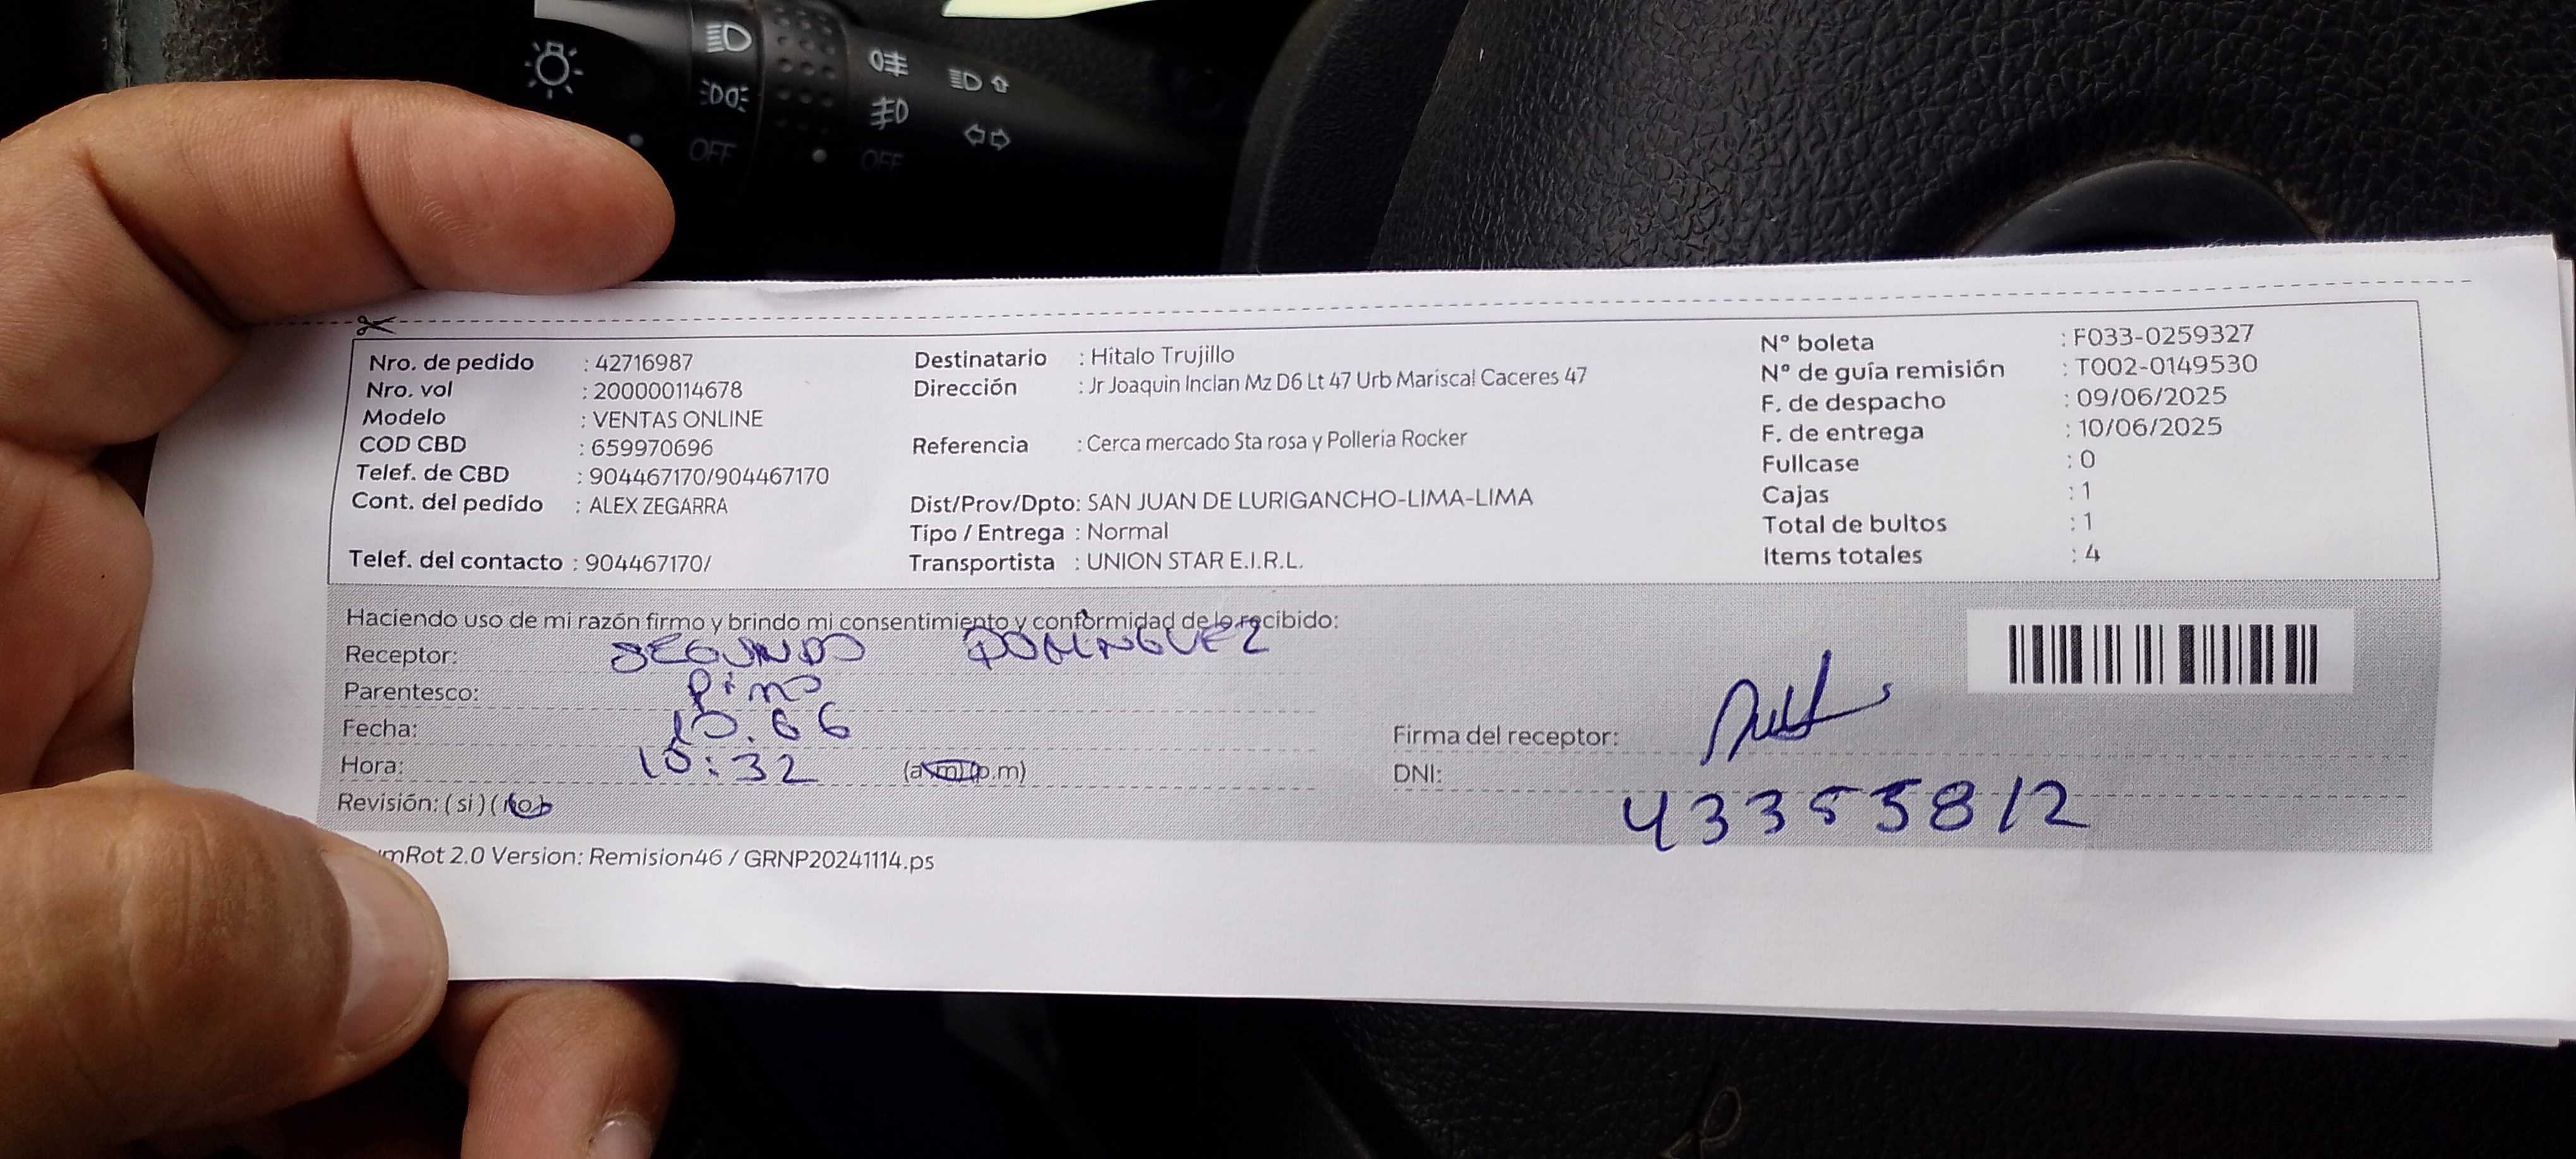 OFF
OFF
Nro. de pedido : 42716987
Nro. vol : 200000114678
Modelo : VENTAS ONLINE
COD CBD : 659970696
Telef. de CBD : 904467170/904467170
Cont. del pedido : ALEX ZEGARRA
Telef. del contacto : 904467170/
Destinatario : Hitalo Trujillo
Dirección : Jr Joaquin Inclan Mz D6 Lt 47 Urb Mariscal Caceres 47
Referencia : Cerca mercado Sta rosa y Polleria Rocker
Dist/Prov/Dpto: SAN JUAN DE LURIGANCHO-LIMA-LIMA
Tipo / Entrega : Normal
Transportista : UNION STAR E.I.R.L.
N° boleta : F033-0259327
N° de guía remisión : T002-0149530
F. de despacho : 09/06/2025
F. de entrega : 10/06/2025
Fullcase : 0
Cajas : 1
Total de bultos : 1
Items totales : 4
Haciendo uso de mi razón firmo y brindo mi consentimiento y conformidad de lo recibido:
Receptor: SEGUNDO DOMINGUEZ
Parentesco:
Fecha: 10.06
Hora: 10:32 (a.m)(p.m)
Revisión: (si) (no)
Firma del receptor:
DNI: 43355812
mRot 2.0 Version: Remision46 / GRNP20241114.ps